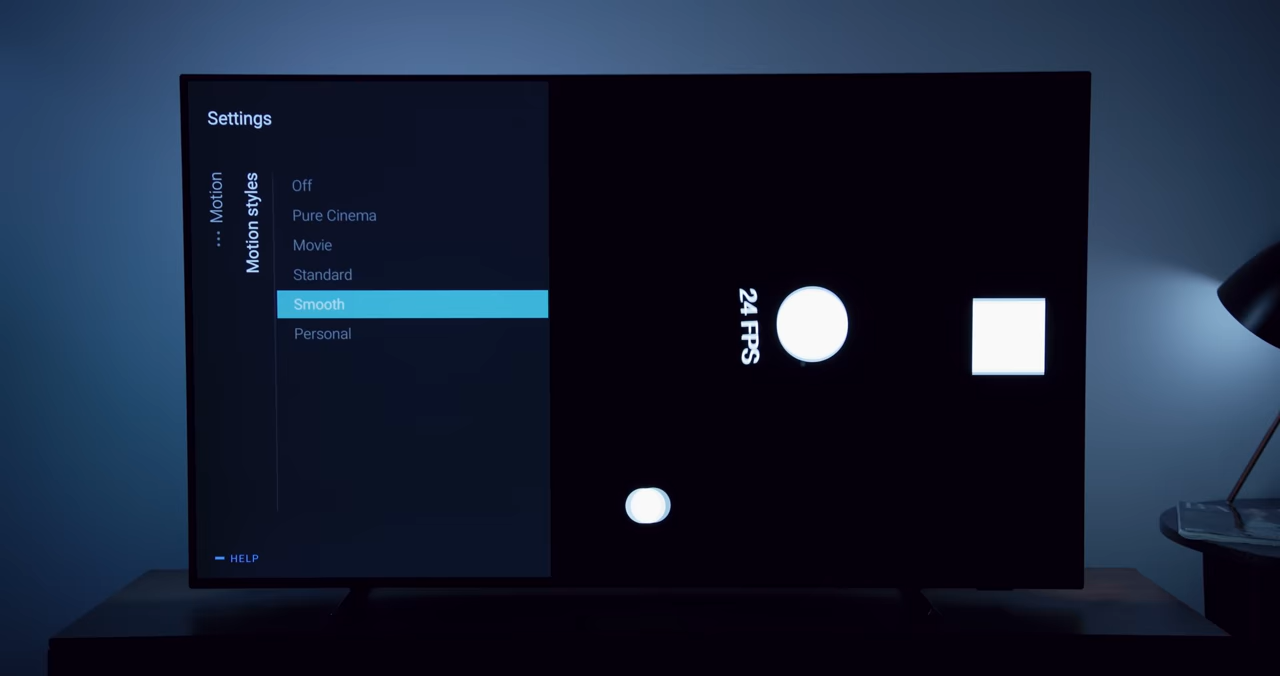 Settings
... Motion
Motion styles
Off
Pure Cinema
Movie
Standard
Smooth
Personal
24 FPS
HELP